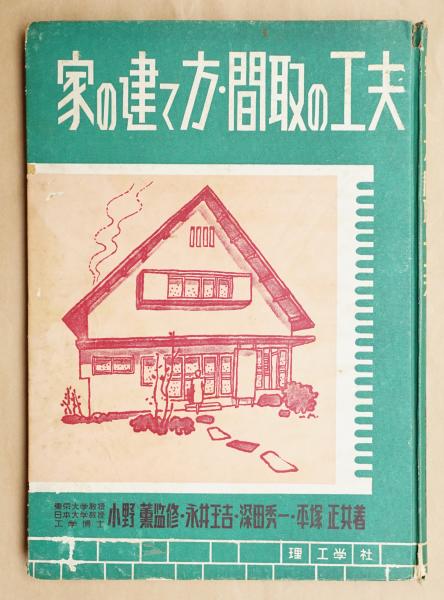 家の建て方・間取の工夫
東京大学教授
日本大学教授
工学博士
小野 薫監修・永井王吉・深田秀一・平塚 正共著
理工学社